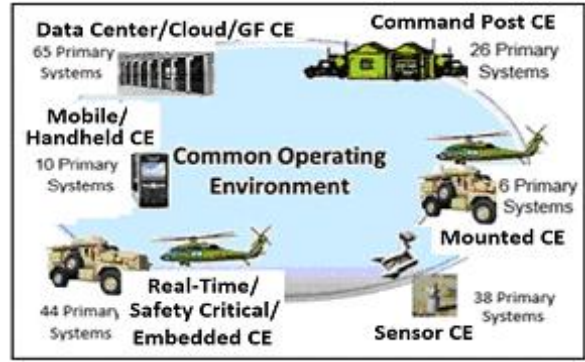 Data Center/Cloud/GF CE
65 Primary
Systems
Command Post CE
26 Primary
Systems
Mobile/
Handheld CE
10 Primary
Systems
Common Operating
Environment
6 Primary
Systems
Mounted CE
44 Primary
Systems
Real-Time/
Safety Critical/
Embedded CE
Sensor CE
38 Primary
Systems